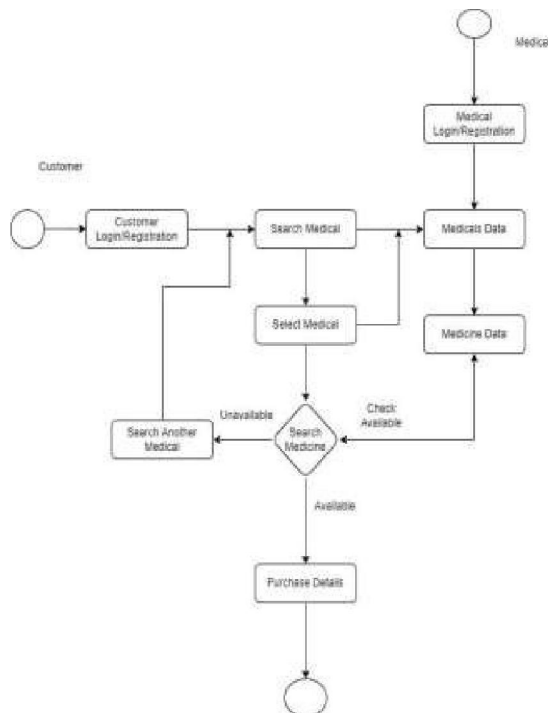 Medical
Medical
Login/Registration
Customer
Customer
Login/Registration
Search Medical
Medicals Data
Select Medical
Medicine Data
Unavailable
Check
Available
Search Another
Medical
Search
Medicine
Available
Purchase Details